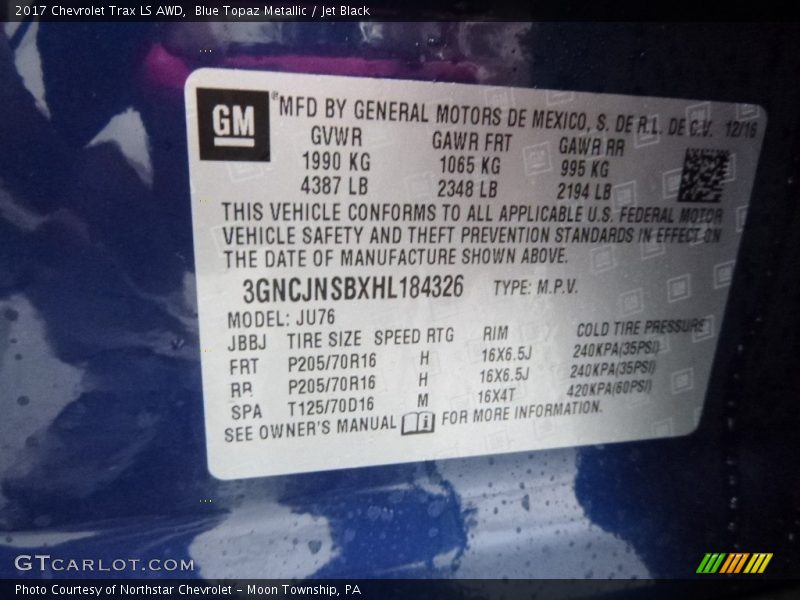 2017 Chevrolet Trax LS AWD,  Blue Topaz Metallic / Jet Black
GM
MFD BY GENERAL MOTORS DE MEXICO, S. DE R.L. DE C.V. 12/16
GVWR GAWR FRT GAWR RR
1990 KG 1065 KG 995 KG
4387 LB 2348 LB 2194 LB
THIS VEHICLE CONFORMS TO ALL APPLICABLE U.S. FEDERAL MOTOR
VEHICLE SAFETY AND THEFT PREVENTION STANDARDS IN EFFECT ON
THE DATE OF MANUFACTURE SHOWN ABOVE.
3GNCJNSBXHL184326 TYPE: M.P.V.
MODEL: JU76
JBBJ TIRE SIZE SPEED RTG RIM COLD TIRE PRESSURE
FRT P205/70R16 H 16X6.5J 240KPA(35PSI)
RR P205/70R16 H 16X6.5J 240KPA(35PSI)
SPA T125/70D16 M 16X4T 420KPA(60PSI)
SEE OWNER'S MANUAL i FOR MORE INFORMATION.
GTCARLOT.COM
Photo Courtesy of Northstar Chevrolet - Moon Township, PA